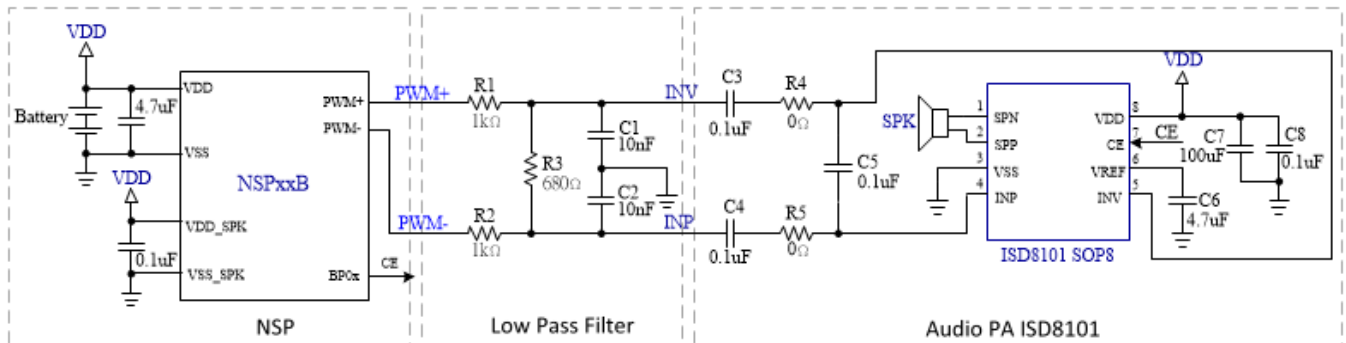 VDD
Battery
4.7uF
VDD
VSS
VDD
0.1uF
VDD_SPK
VSS_SPK
NSPxxB
PWM+
PWM-
BP0x
CE
NSP
PWM+
PWM-
R1
1kΩ
R2
1kΩ
R3
680Ω
C1
10nF
C2
10nF
INV
INP
Low Pass Filter
C3
0.1uF
R4
0Ω
C4
0.1uF
R5
0Ω
C5
0.1uF
SPK
1
2
3
4
SPN
SPP
VSS
INP
VDD
CE
VREF
INV
8
7
6
5
ISD8101 SOP8
VDD
CE
C7
100uF
C8
0.1uF
C6
4.7uF
Audio PA ISD8101